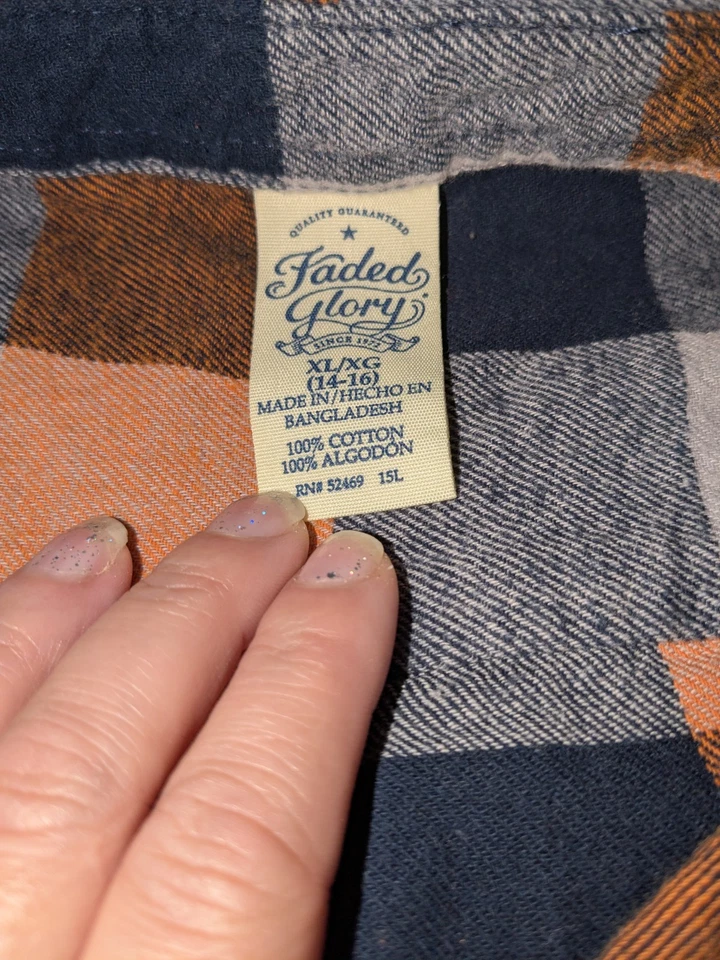 QUALITY GUARANTEED
Faded
Glory
SINCE 1972
XL/XG
(14-16)
MADE IN/HECHO EN
BANGLADESH
100% COTTON
100% ALGODÓN
RN# 52469 15L